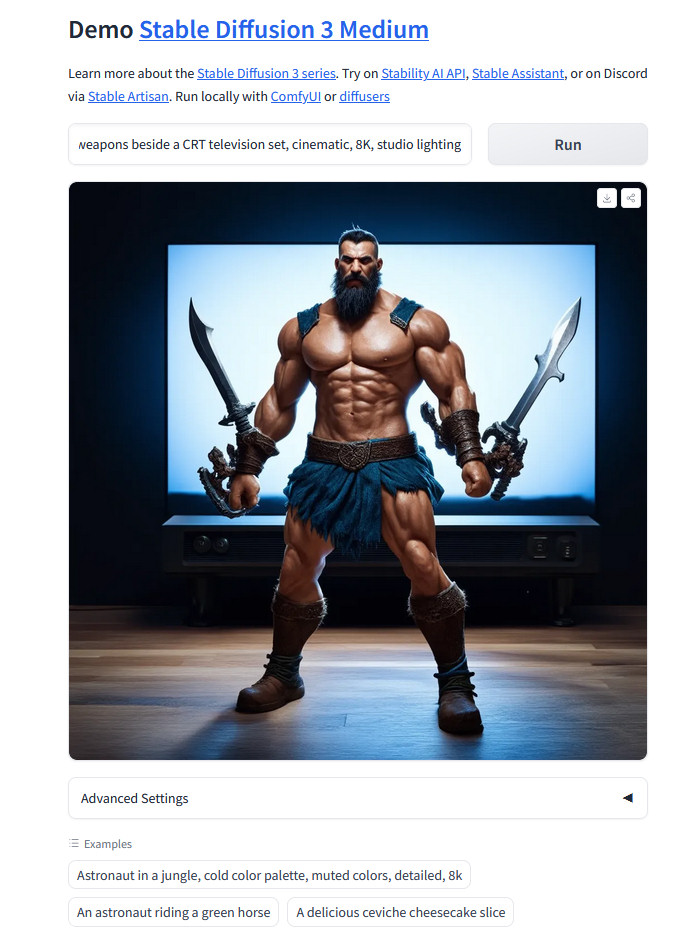 Demo Stable Diffusion 3 Medium
Learn more about the Stable Diffusion 3 series. Try on Stability AI API, Stable Assistant, or on Discord
via Stable Artisan. Run locally with ComfyUI or diffusers
weapons beside a CRT television set, cinematic, 8K, studio lighting
Run
Advanced Settings
Examples
Astronaut in a jungle, cold color palette, muted colors, detailed, 8k
An astronaut riding a green horse
A delicious ceviche cheesecake slice